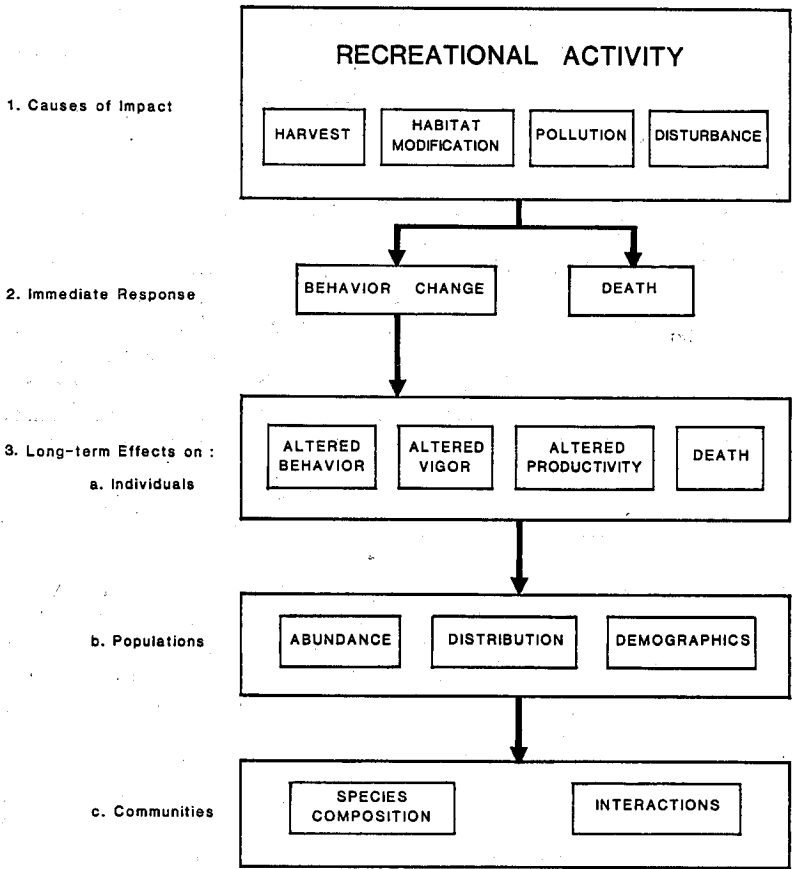 RECREATIONAL ACTIVITY
1. Causes of Impact
HARVEST
HABITAT
MODIFICATION
POLLUTION
DISTURBANCE
2. Immediate Response
BEHAVIOR CHANGE
DEATH
3. Long-term Effects on :
a. Individuals
ALTERED
BEHAVIOR
ALTERED
VIGOR
ALTERED
PRODUCTIVITY
DEATH
b. Populations
ABUNDANCE
DISTRIBUTION
DEMOGRAPHICS
c. Communities
SPECIES
COMPOSITION
INTERACTIONS